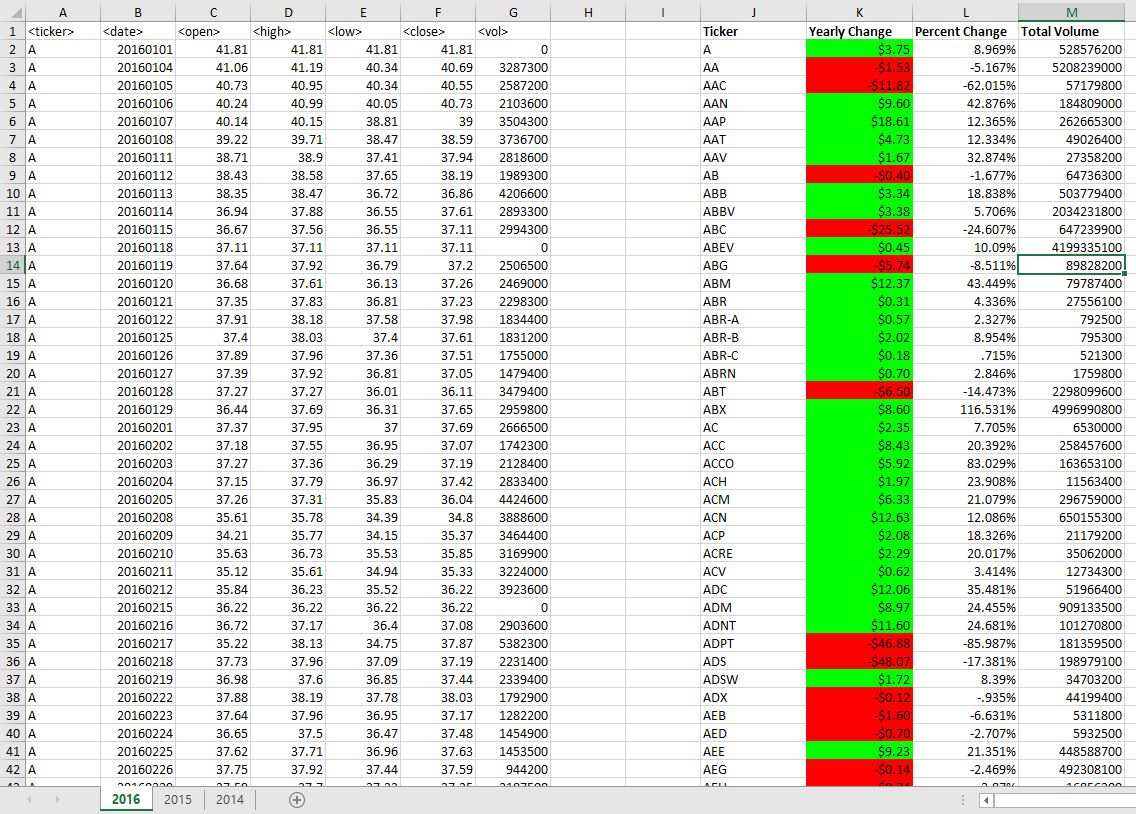 A B C D E F G H I J K L M
1 <ticker> <date> <open> <high> <low> <close> <vol> Ticker Yearly Change Percent Change Total Volume
2 A 20160101 41.81 41.81 41.81 41.81 0 A $3.75 8.969% 528576200
3 A 20160104 41.06 41.19 40.34 40.69 3287300 AA -$1.53 -5.167% 5208239000
4 A 20160105 40.73 40.95 40.34 40.55 2587200 AAC -$11.82 -62.015% 57179800
5 A 20160106 40.24 40.99 40.05 40.73 2103600 AAN $9.60 42.876% 184809000
6 A 20160107 40.14 40.15 38.81 39 3504300 AAP $18.61 12.365% 262665300
7 A 20160108 39.22 39.71 38.47 38.59 3736700 AAT $4.73 12.334% 49026400
8 A 20160111 38.71 38.9 37.41 37.94 2818600 AAV $1.67 32.874% 27358200
9 A 20160112 38.43 38.58 37.65 38.19 1989300 AB -$0.40 -1.677% 64736300
10 A 20160113 38.35 38.47 36.72 36.86 4206600 ABB $3.34 18.838% 503779400
11 A 20160114 36.94 37.88 36.55 37.61 2893300 ABBV $3.38 5.706% 2034231800
12 A 20160115 36.67 37.56 36.55 37.11 2994300 ABC -$25.52 -24.607% 647239900
13 A 20160118 37.11 37.11 37.11 37.11 0 ABEV $0.45 10.09% 4199335100
14 A 20160119 37.64 37.92 36.79 37.2 2506500 ABG -$5.74 -8.511% 89828200
15 A 20160120 36.68 37.61 36.13 37.26 2469000 ABM $12.37 43.449% 79787400
16 A 20160121 37.35 37.83 36.81 37.23 2298300 ABR $0.31 4.336% 27556100
17 A 20160122 37.91 38.18 37.58 37.98 1834400 ABR-A $0.57 2.327% 792500
18 A 20160125 37.4 38.03 37.4 37.61 1831200 ABR-B $2.02 8.954% 795300
19 A 20160126 37.89 37.96 37.36 37.51 1755000 ABR-C $0.18 .715% 521300
20 A 20160127 37.39 37.92 36.81 37.05 1479400 ABRN $0.70 2.846% 1759800
21 A 20160128 37.27 37.27 36.01 36.11 3479400 ABT -$6.50 -14.473% 2298099600
22 A 20160129 36.44 37.69 36.31 37.65 2959800 ABX $8.60 116.531% 4996990800
23 A 20160201 37.37 37.95 37 37.69 2666500 AC $2.35 7.705% 6530000
24 A 20160202 37.18 37.55 36.95 37.07 1742300 ACC $8.43 20.392% 258457600
25 A 20160203 37.27 37.36 36.29 37.19 2128400 ACCO $5.92 83.029% 163653100
26 A 20160204 37.15 37.79 36.97 37.42 2833400 ACH $1.97 23.908% 11563400
27 A 20160205 37.26 37.31 35.83 36.04 4424600 ACM $6.33 21.079% 296759000
28 A 20160208 35.61 35.78 34.39 34.8 3888600 ACN $12.63 12.086% 650155300
29 A 20160209 34.21 35.77 34.15 35.37 3464400 ACP $2.08 18.326% 21179200
30 A 20160210 35.63 36.73 35.53 35.85 3169900 ACRE $2.29 20.017% 35062000
31 A 20160211 35.12 35.61 34.94 35.33 3224000 ACV $0.62 3.414% 12734300
32 A 20160212 35.84 36.23 35.52 36.22 3923600 ADC $12.06 35.481% 51966400
33 A 20160215 36.22 36.22 36.22 36.22 0 ADM $8.97 24.455% 909133500
34 A 20160216 36.72 37.17 36.4 37.08 2903600 ADNT $11.60 24.681% 101270800
35 A 20160217 35.22 38.13 34.75 37.87 5382300 ADPT -$46.88 -85.987% 181359500
36 A 20160218 37.73 37.96 37.09 37.19 2231400 ADS -$48.07 -17.381% 198979100
37 A 20160219 36.98 37.6 36.85 37.44 2339400 ADSW $1.72 8.39% 34703200
38 A 20160222 37.88 38.19 37.78 38.03 1792900 ADX -$0.12 -.935% 44199400
39 A 20160223 37.64 37.96 36.95 37.17 1282200 AEB -$1.60 -6.631% 5311800
40 A 20160224 36.65 37.5 36.47 37.48 1454900 AED -$0.70 -2.707% 5932500
41 A 20160225 37.62 37.71 36.96 37.63 1453500 AEE $9.23 21.351% 448588700
42 A 20160226 37.75 37.92 37.44 37.59 944200 AEG -$0.14 -2.469% 492308100
2016 2015 2014